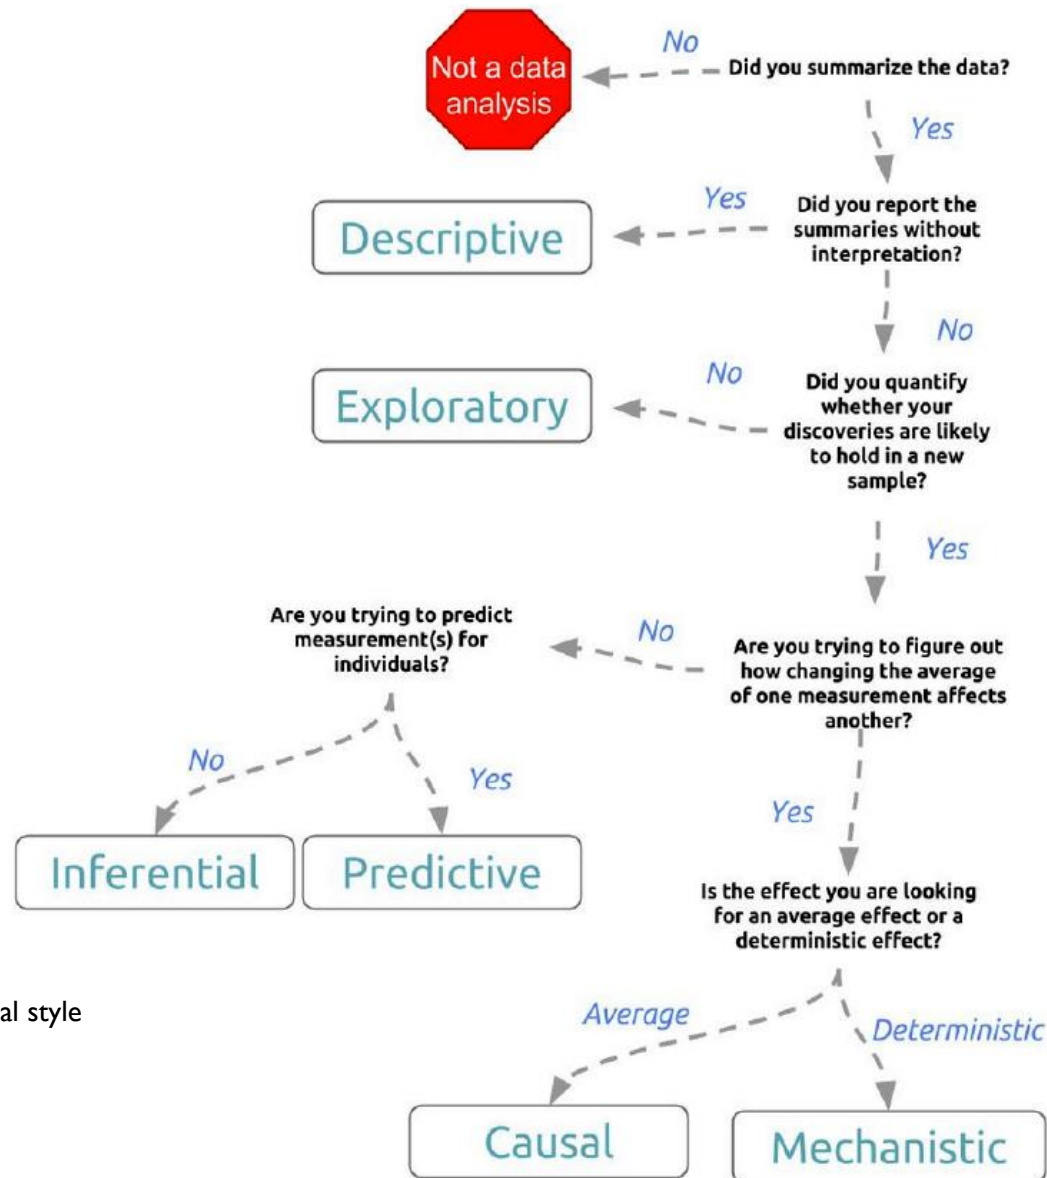 Not a data
analysis
No
Did you summarize the data?
Yes
Descriptive
Yes
Did you report the
summaries without
interpretation?
No
Exploratory
No
Did you quantify
whether your
discoveries are likely
to hold in a new
sample?
Yes
Are you trying to predict
measurement(s) for
individuals?
No
Are you trying to figure out
how changing the average
of one measurement affects
another?
No
Yes
Yes
Inferential
Predictive
Is the effect you are looking
for an average effect or a
deterministic effect?
al style
Average
Deterministic
Causal
Mechanistic